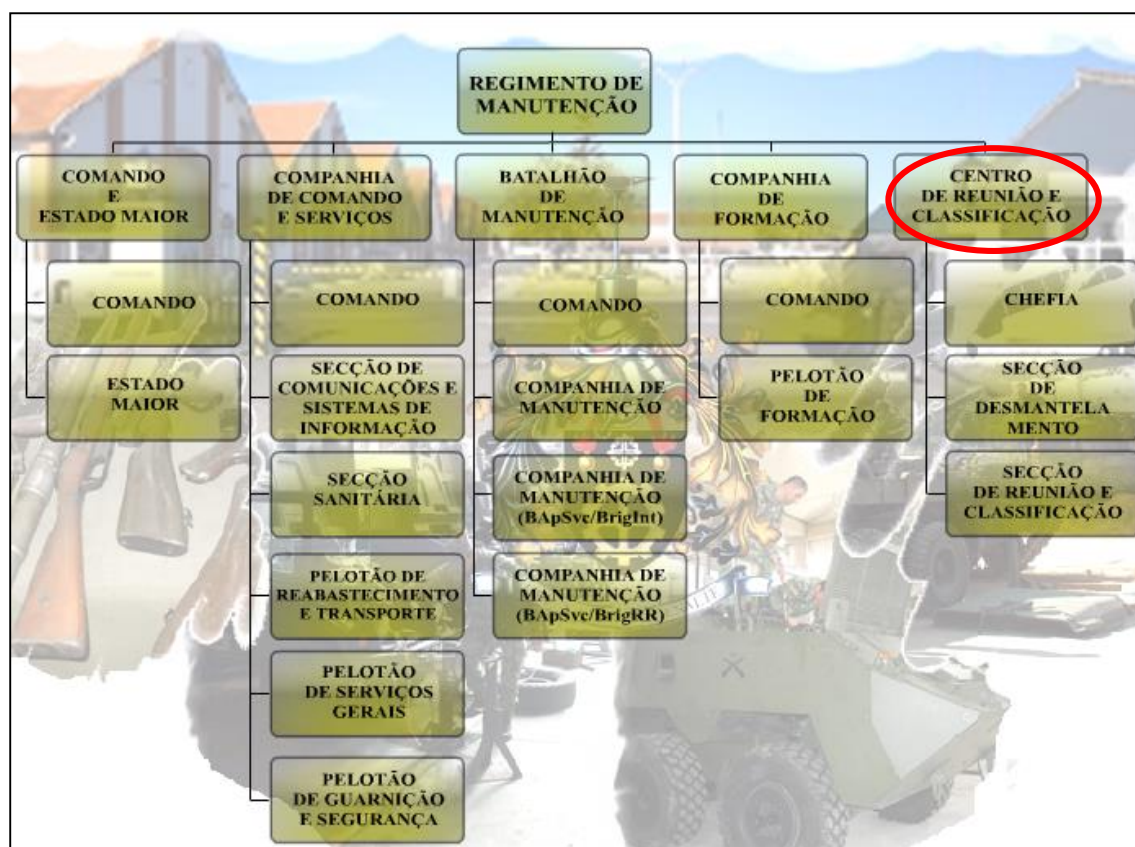 REGIMENTO DE
MANUTENÇÃO
COMANDO
E
ESTADO MAIOR
COMPANHIA
DE COMANDO
E SERVIÇOS
BATALHÃO
DE
MANUTENÇÃO
COMPANHIA
DE
FORMAÇÃO
CENTRO
DE REUNIÃO E
CLASSIFICAÇÃO
COMANDO
ESTADO
MAIOR
COMANDO
SECÇÃO DE
COMUNICAÇÕES E
SISTEMAS DE
INFORMAÇÃO
SECÇÃO
SANITÁRIA
PELOTÃO DE
REABASTECIMENTO
E TRANSPORTE
PELOTÃO
DE SERVIÇOS
GERAIS
PELOTÃO
DE GUARNIÇÃO
E SEGURANÇA
COMANDO
COMPANHIA DE
MANUTENÇÃO
COMPANHIA DE
MANUTENÇÃO
(BApSvc/BrigInt)
COMPANHIA DE
MANUTENÇÃO
(BApSvc/BrigRR)
COMANDO
PELOTÃO
DE
FORMAÇÃO
CHEFIA
SECÇÃO
DE
DESMANTELA
MENTO
SECÇÃO
DE REUNIÃO E
CLASSIFICAÇÃO